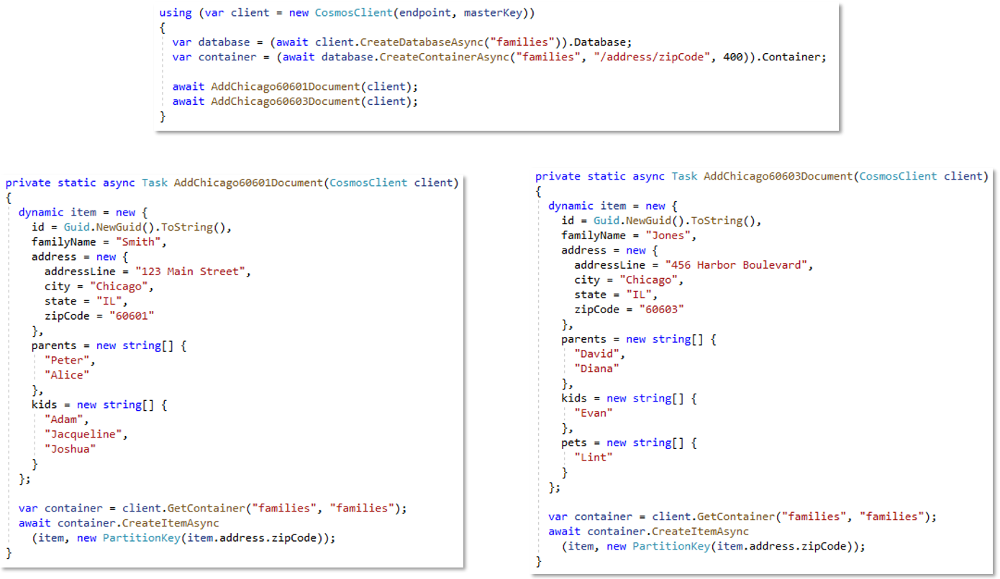 using (var client = new CosmosClient(endpoint, masterKey))
{
var database = (await client.CreateDatabaseAsync("families")).Database;
var container = (await database.CreateContainerAsync("families", "/address/zipCode", 400)).Container;
await AddChicago60601Document(client);
await AddChicago60603Document(client);
}
private static async Task AddChicago60601Document(CosmosClient client)
{
dynamic item = new {
id = Guid.NewGuid().ToString(),
familyName = "Smith",
address = new {
addressLine = "123 Main Street",
city = "Chicago",
state = "IL",
zipCode = "60601"
},
parents = new string[] {
"Peter",
"Alice"
},
kids = new string[] {
"Adam",
"Jacqueline",
"Joshua"
}
};
var container = client.GetContainer("families", "families");
await container.CreateItemAsync
(item, new PartitionKey(item.address.zipCode));
}
private static async Task AddChicago60603Document(CosmosClient client)
{
dynamic item = new {
id = Guid.NewGuid().ToString(),
familyName = "Jones",
address = new {
addressLine = "456 Harbor Boulevard",
city = "Chicago",
state = "IL",
zipCode = "60603"
},
parents = new string[] {
"David",
"Diana"
},
kids = new string[] {
"Evan"
},
pets = new string[] {
"Lint"
}
};
var container = client.GetContainer("families", "families");
await container.CreateItemAsync
(item, new PartitionKey(item.address.zipCode));
}